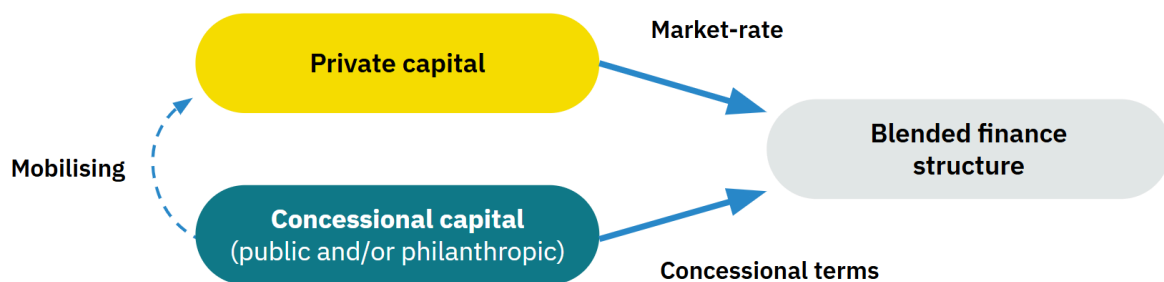 Market-rate
Private capital
Blended finance
structure
Mobilising
Concessional capital
(public and/or philanthropic)
Concessional terms